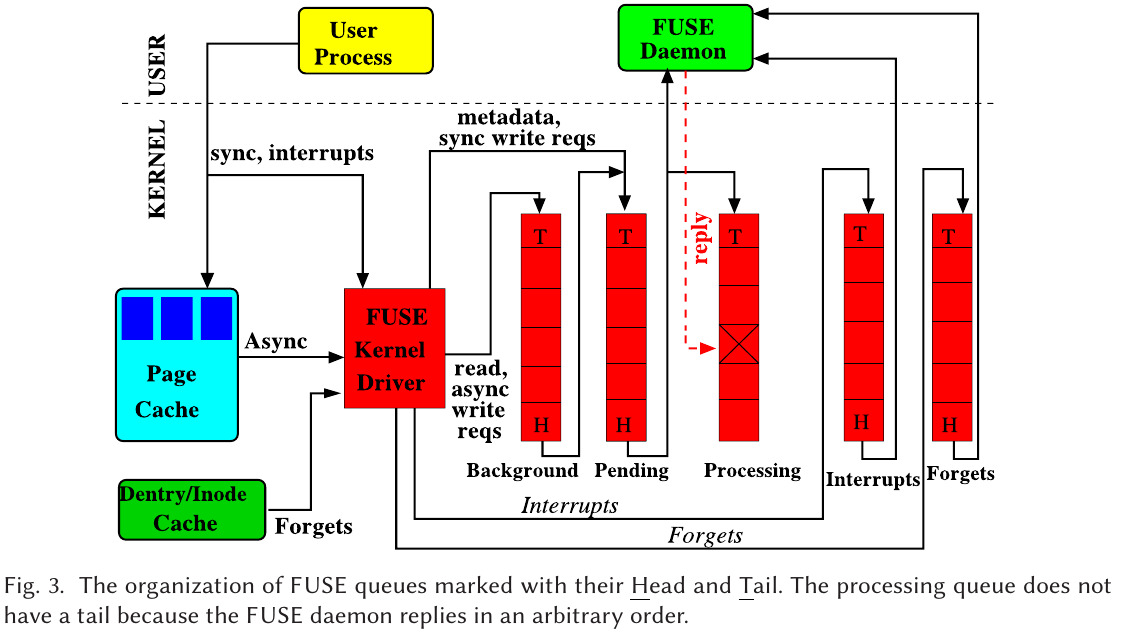 USER
KERNEL
User
Process
FUSE
Daemon
metadata,
sync write reqs
sync, interrupts
reply
T
T
T
T
T
FUSE
Kernel
Driver
Async
Page
Cache
read,
async
write
reqs
H
H
H
H
Background
Pending
Processing
Interrupts
Forgets
Dentry/Inode
Cache
Forgets
Interrupts
Forgets
Fig. 3. The organization of FUSE queues marked with their Head and Tail. The processing queue does not
have a tail because the FUSE daemon replies in an arbitrary order.